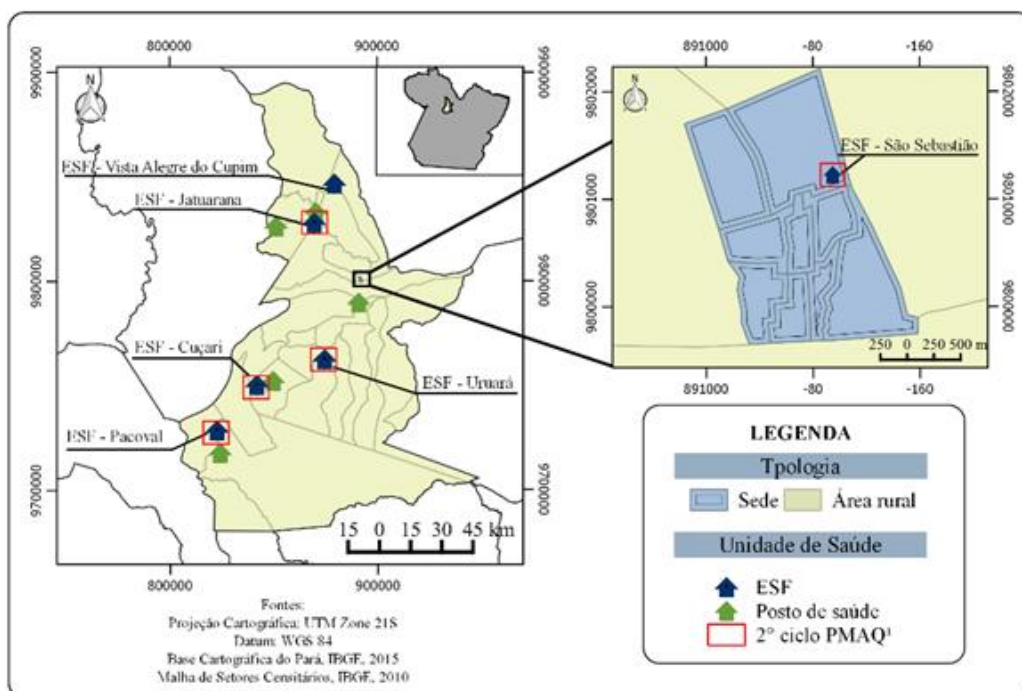 800000
900000
9900000
9900000
N
ESF - Vista Alegre do Cupim
ESF - Jatuarana
9800000
9800000
ESF - Cuçari
ESF - Uruará
ESF - Pacoval
9700000
9700000
15 0 15 30 45 km
800000
900000
Fontes:
Projeção Cartográfica: UTM Zone 21S
Datum: WGS 84
Base Cartográfica do Pará, IBGE, 2015
Malha de Setores Censitários, IBGE, 2010
891000
-80
-160
9802000
9802000
N
ESF - São Sebastião
9801000
9801000
9800000
9800000
250 0 250 500 m
891000
-80
-160
LEGENDA
Tpologia
Sede
Área rural
Unidade de Saúde
ESF
Posto de saúde
2° ciclo PMAQ¹